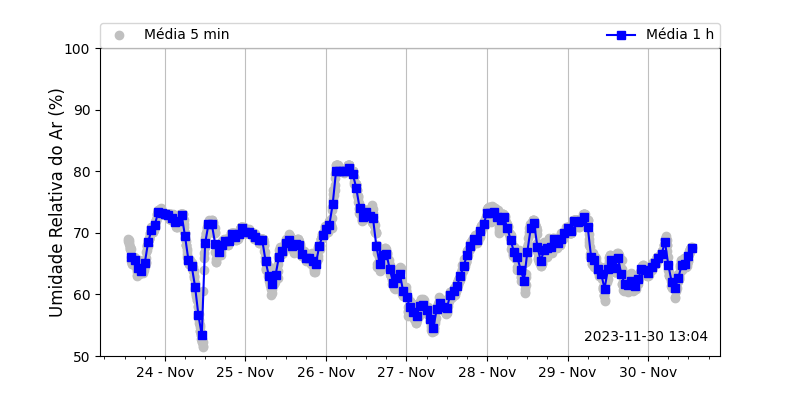 Média 5 min Média 1 h
Umidade Relativa do Ar (%)
100
90
80
70
60
50
2023-11-30 13:04
24 - Nov 25 - Nov 26 - Nov 27 - Nov 28 - Nov 29 - Nov 30 - Nov